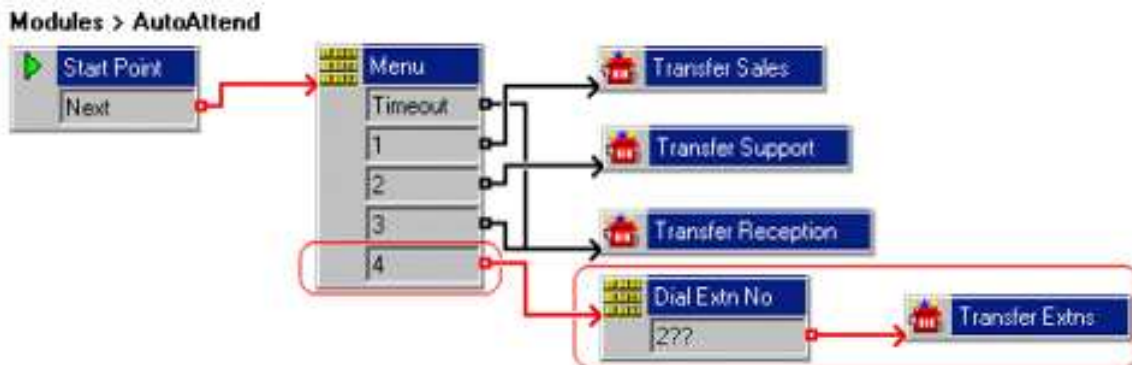 Modules > AutoAttend
Start Point
Next
Menu
Timeout
1
2
3
4
Transfer Sales
Transfer Support
Transfer Reception
Dial Extn No
2??
Transfer Extns